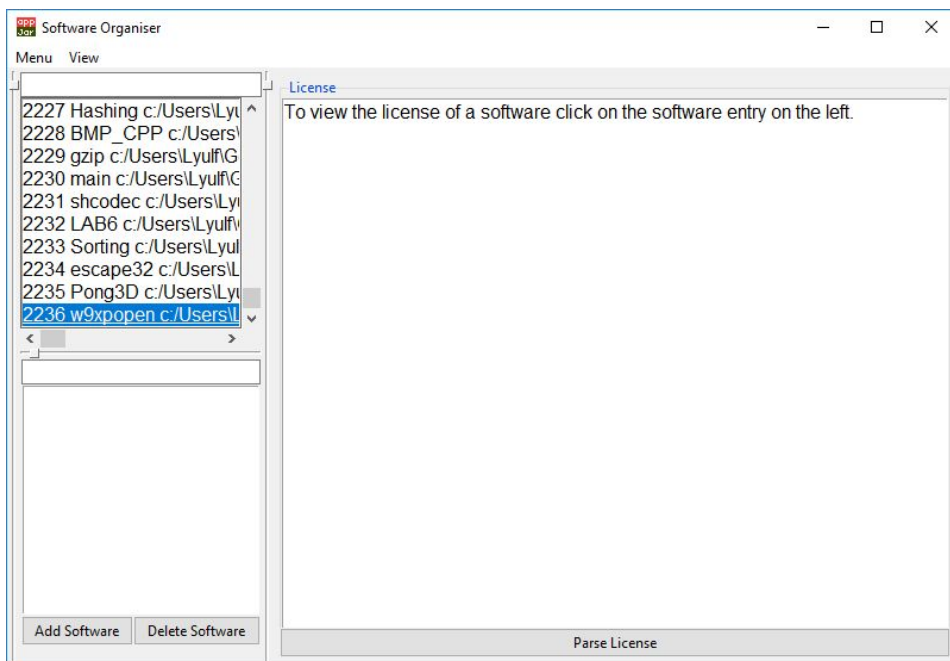 app
Jar
Software Organiser
Menu View
2227 Hashing c:/Users\Lyu
2228 BMP_CPP c:/Users\
2229 gzip c:/Users\Lyulf\G
2230 main c:/Users\Lyulf\G
2231 shcodec c:/Users\Ly
2232 LAB6 c:/Users\Lyulf\
2233 Sorting c:/Users\Lyul
2234 escape32 c:/Users\L
2235 Pong3D c:/Users\Lyu
2236 w9xpopen c:/Users\L
Add Software Delete Software
License
To view the license of a software click on the software entry on the left.
Parse License